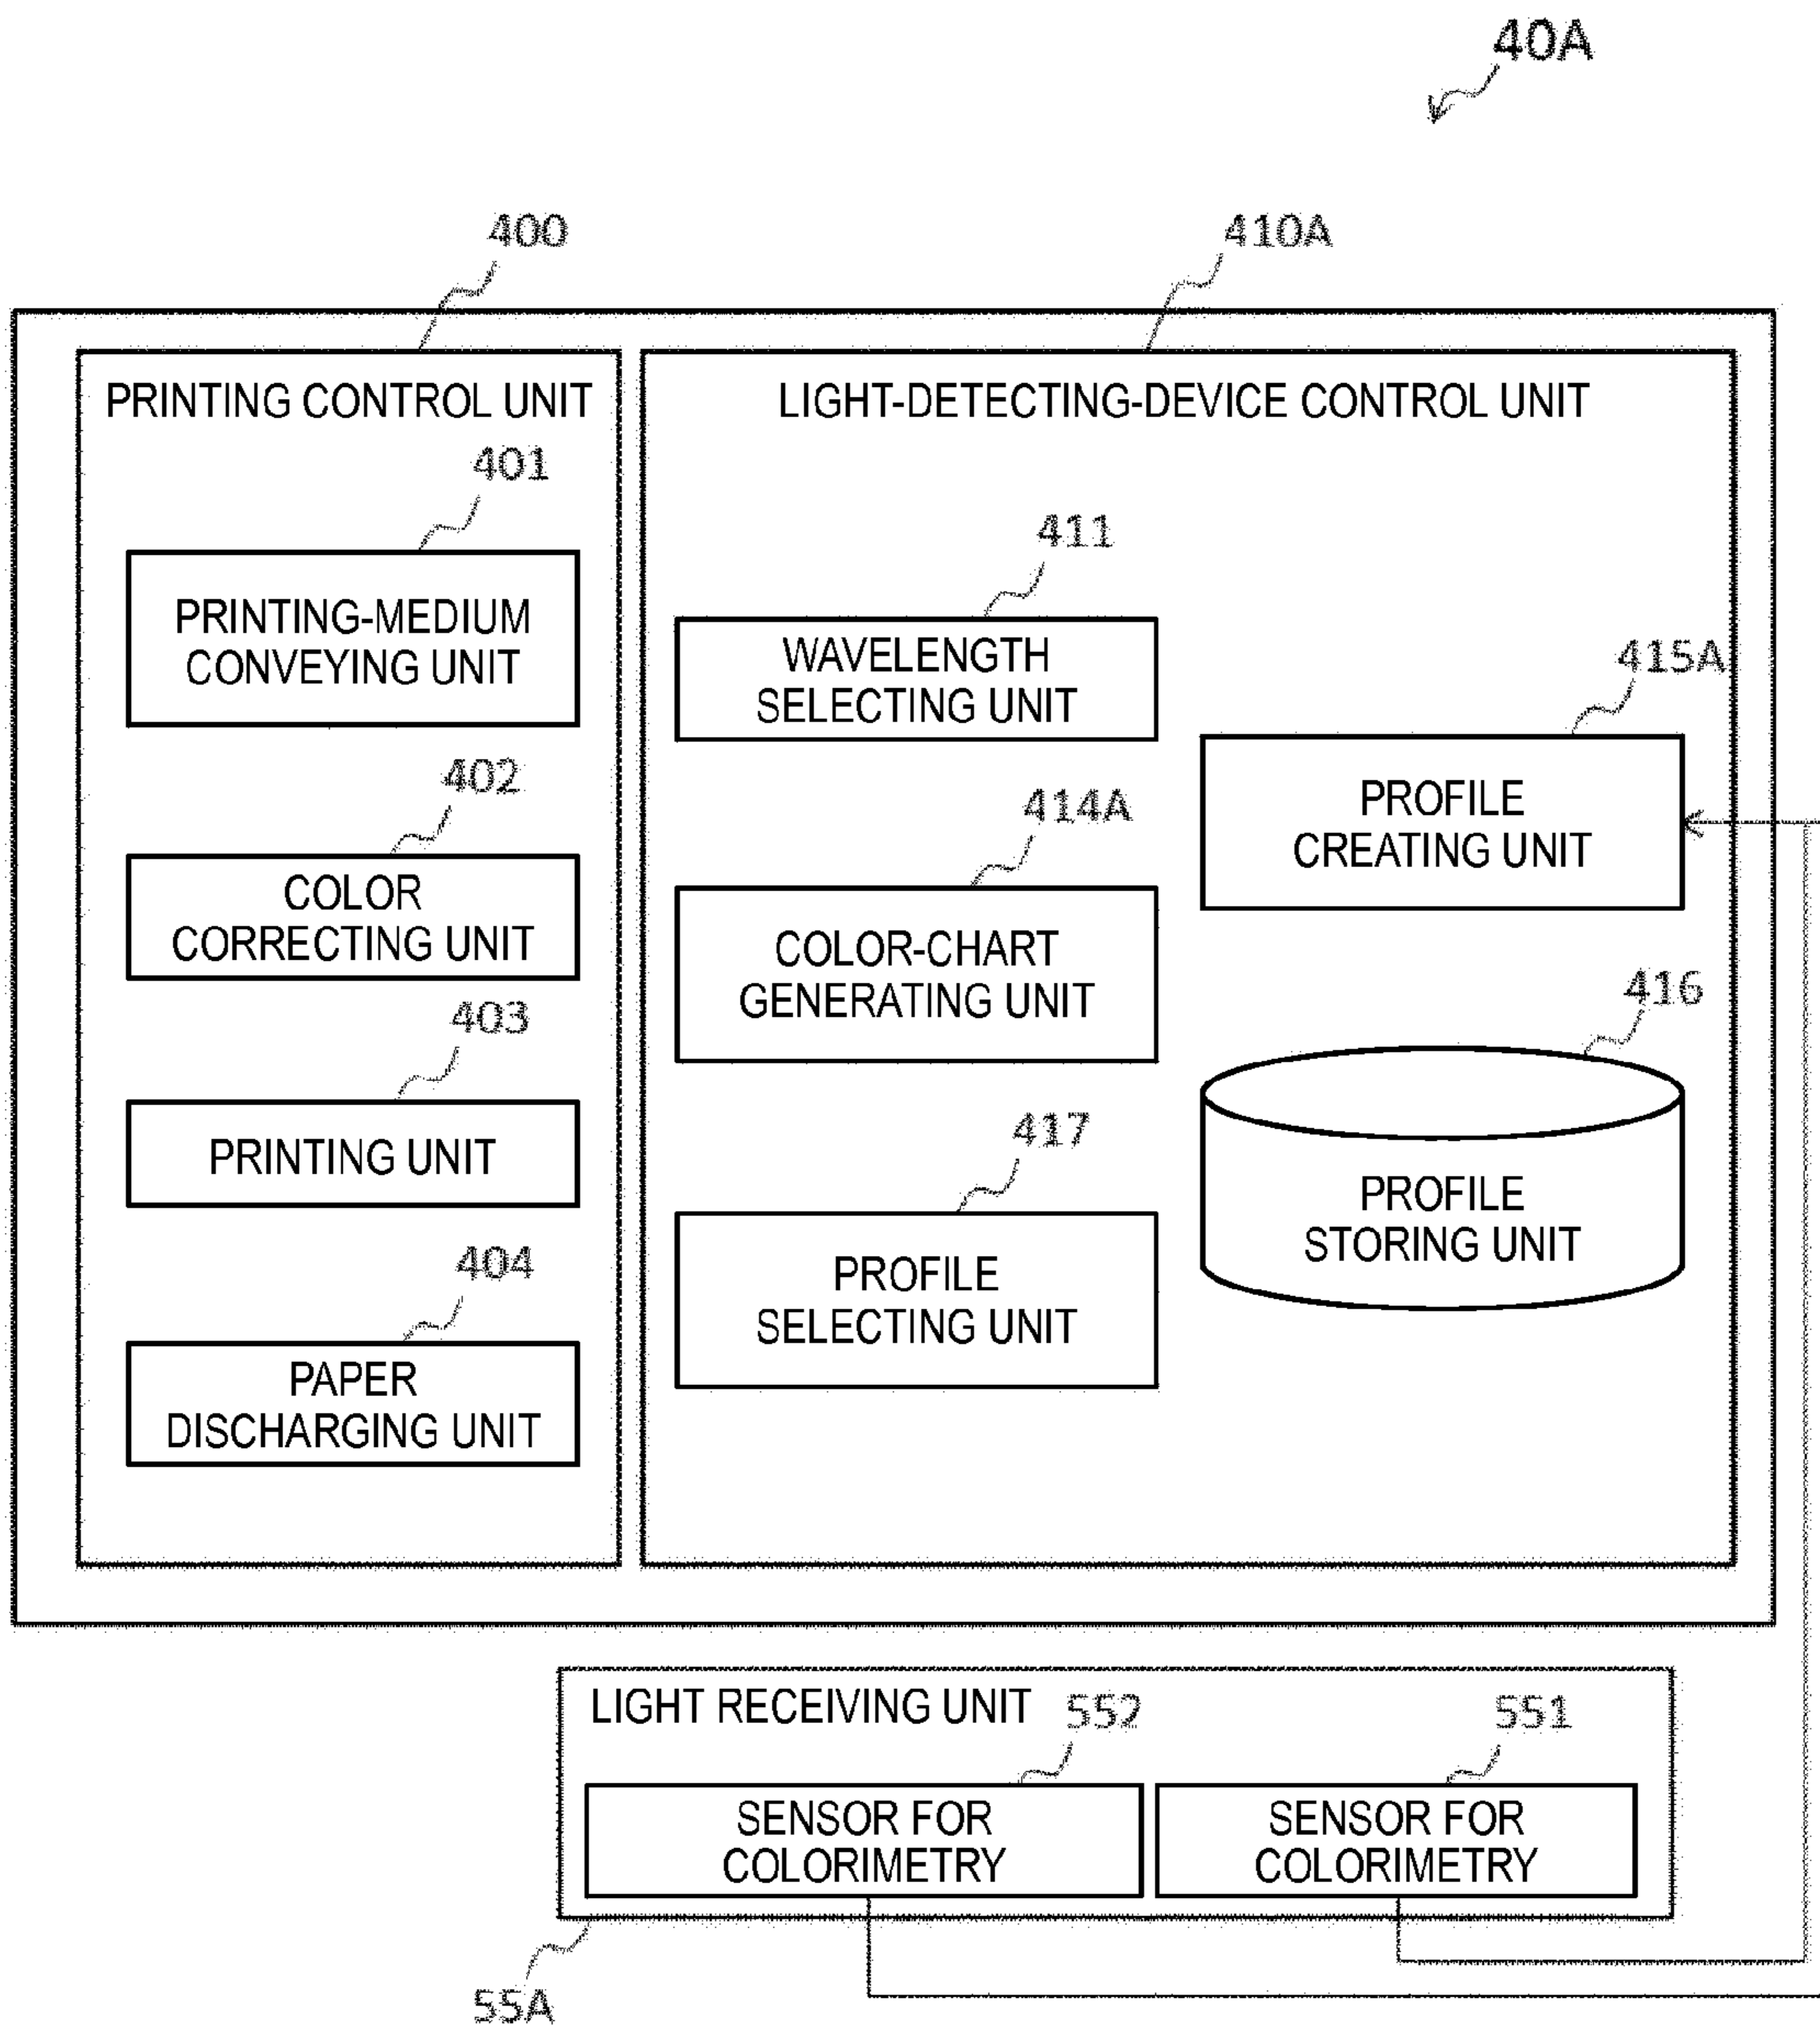 40A
400
410A
PRINTING CONTROL UNIT
401
PRINTING-MEDIUM
CONVEYING UNIT
402
COLOR
CORRECTING UNIT
403
PRINTING UNIT
404
PAPER
DISCHARGING UNIT
LIGHT-DETECTING-DEVICE CONTROL UNIT
411
WAVELENGTH
SELECTING UNIT
414A
COLOR-CHART
GENERATING UNIT
417
PROFILE
SELECTING UNIT
415A
PROFILE
CREATING UNIT
416
PROFILE
STORING UNIT
LIGHT RECEIVING UNIT
552
SENSOR FOR
COLORIMETRY
551
SENSOR FOR
COLORIMETRY
55A